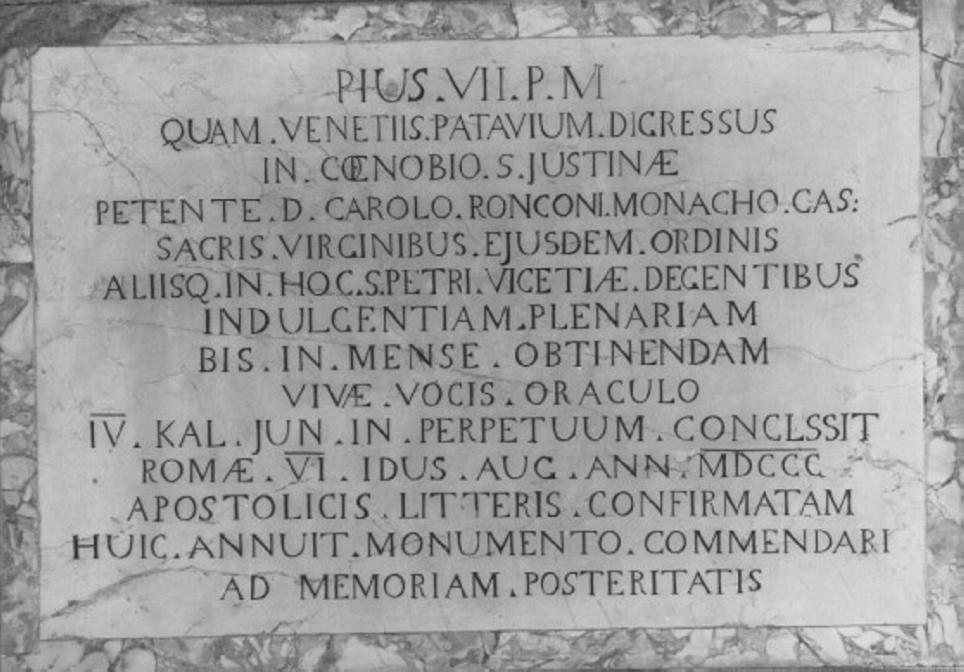 PIUS.VII.P.M
QUAM.VENETIIS.PATAVIUM.DIGRESSUS
IN.CŒNOBIO.S.JUSTINÆ
PETENTE.D.CAROLO.RONCONI.MONACHO.CAS:
SACRIS.VIRGINIBUS.EJUSDEM.ORDINIS
ALIISQ.IN.HOC.S.PETRI.VICETIÆ.DEGENTIBUS
INDULGENTIAM.PLENARIAM
BIS.IN.MENSE.OBTINENDAM
VIVÆ.VOCIS.ORACULO
IV.KAL.JUN.IN.PERPETUUM.CONCLSSIT
ROMÆ.VI.IDUS.AUG.ANN.MDCCC
APOSTOLICIS.LITTERIS.CONFIRMATAM
HUIC.ANNUIT.MONUMENTO.COMMENDARI
AD MEMORIAM.POSTERITATIS